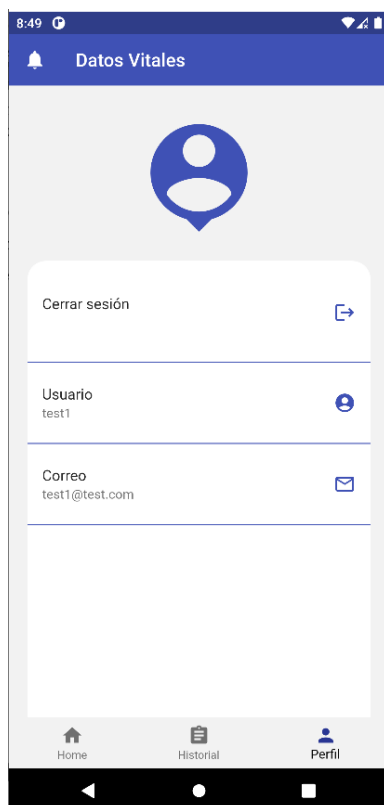 8:49
Datos Vitales
Cerrar sesión
Usuario
test1
Correo
test1@test.com
Home
Historial
Perfil